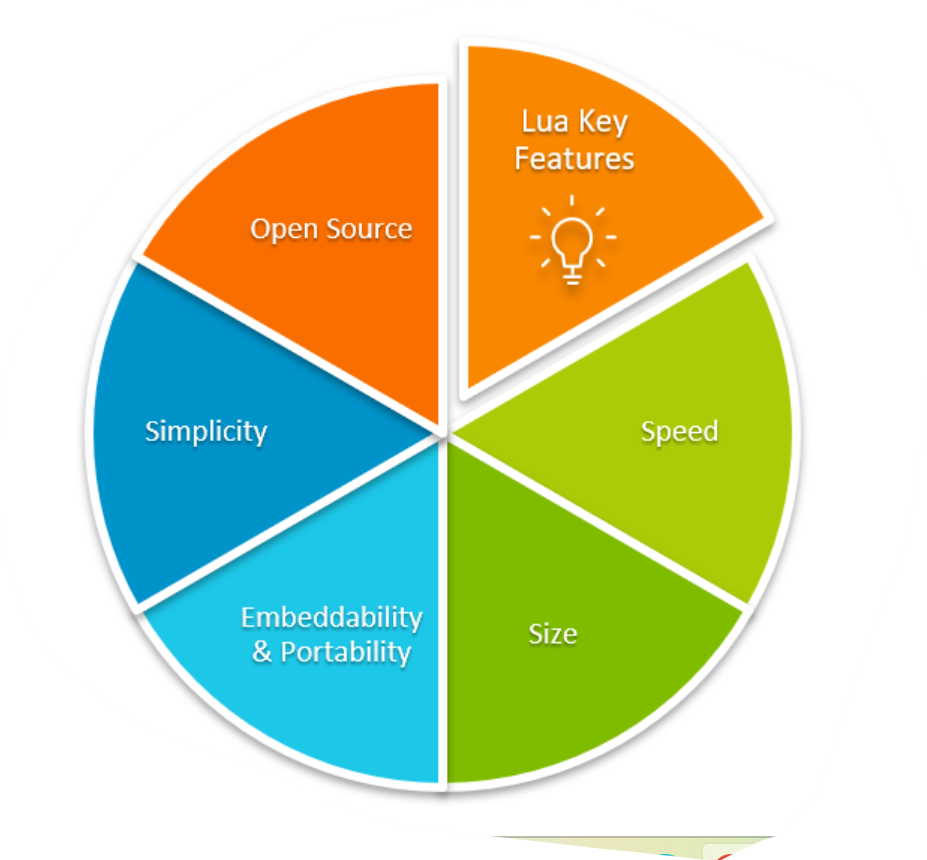 Lua Key
Features
Open Source
Simplicity
Speed
Embeddability
& Portability
Size